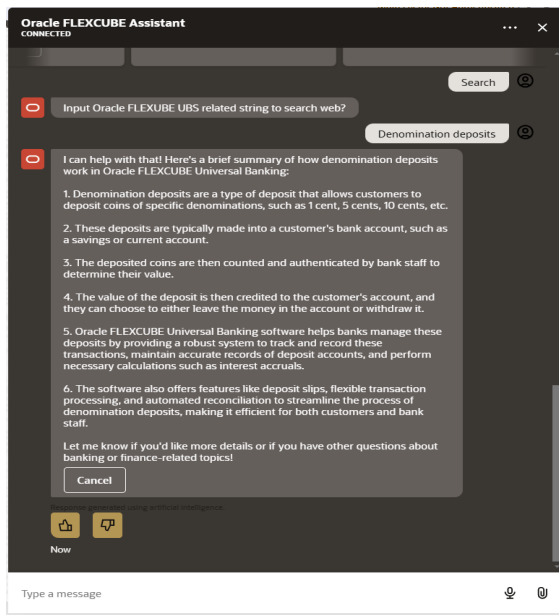 Oracle FLEXCUBE Assistant
CONNECTED
Search
Input Oracle FLEXUBE UBS related string to search web?
Denomination deposits
I can help with that! Here's a brief summary of how denomination deposits
work in Oracle FLEXCUBE Universal Banking:
1. Denomination deposits are a type of deposit that allows customers to
deposit coins of specific denominations, such as 1 cent, 5 cents, 10 cents, etc.
2. These deposits are typically made into a customer's bank account, such as
a savings or current account.
3. The deposited coins are then counted and authenticated by bank staff to
determine their value.
4. The value of the deposit is then credited to the customer's account, and
they can choose to either leave the money in the account or withdraw it.
5. Oracle FLEXCUBE Universal Banking software helps banks manage these
deposits by providing a robust system to track and record these
transactions, maintain accurate records of deposit accounts, and perform
necessary calculations such as interest accruals.
6. The software also offers features like deposit slips, flexible transaction
processing, and automated reconciliation to streamline the process of
denomination deposits, making it efficient for both customers and bank
staff.
Let me know if you'd like more details or if you have other questions about
banking or finance-related topics!
Cancel
Response generated using artificial intelligence
Now
Type a message